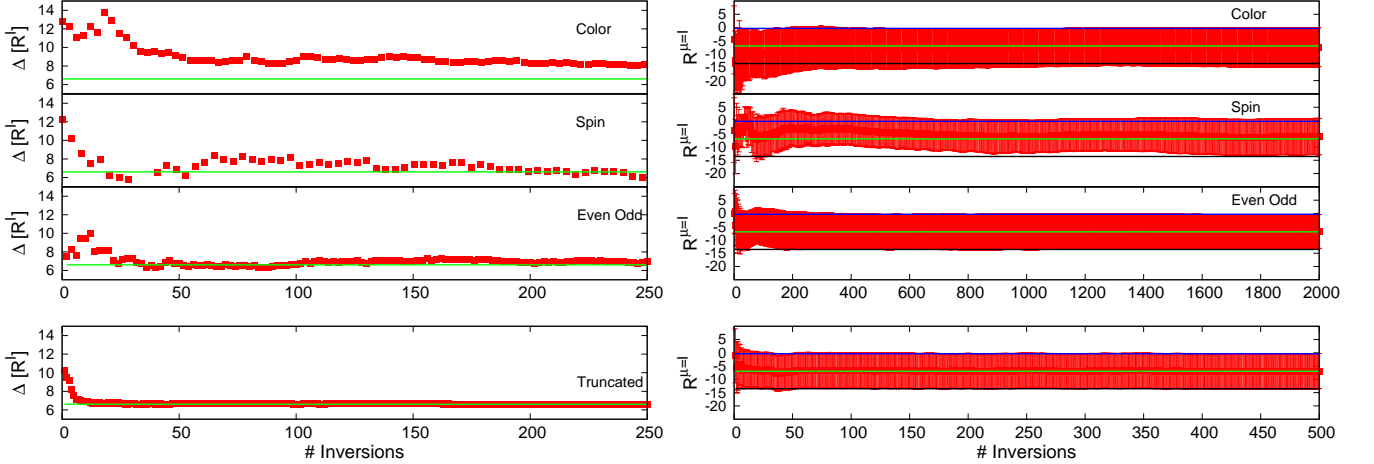 14
12
10
8
6
Δ [R^I]
Color
14
12
10
8
6
Δ [R^I]
Spin
14
12
10
8
6
Δ [R^I]
Even Odd
0 50 100 150 200 250
14
12
10
8
6
Δ [R^I]
Truncated
0 50 100 150 200 250
# Inversions
5
0
-5
-10
-15
-20
R^μ=I
Color
5
0
-5
-10
-15
-20
R^μ=I
Spin
5
0
-5
-10
-15
-20
R^μ=I
Even Odd
0 200 400 600 800 1000 1200 1400 1600 1800 2000
5
0
-5
-10
-15
-20
R^μ=I
Truncated
0 50 100 150 200 250 300 350 400 450 500
# Inversions